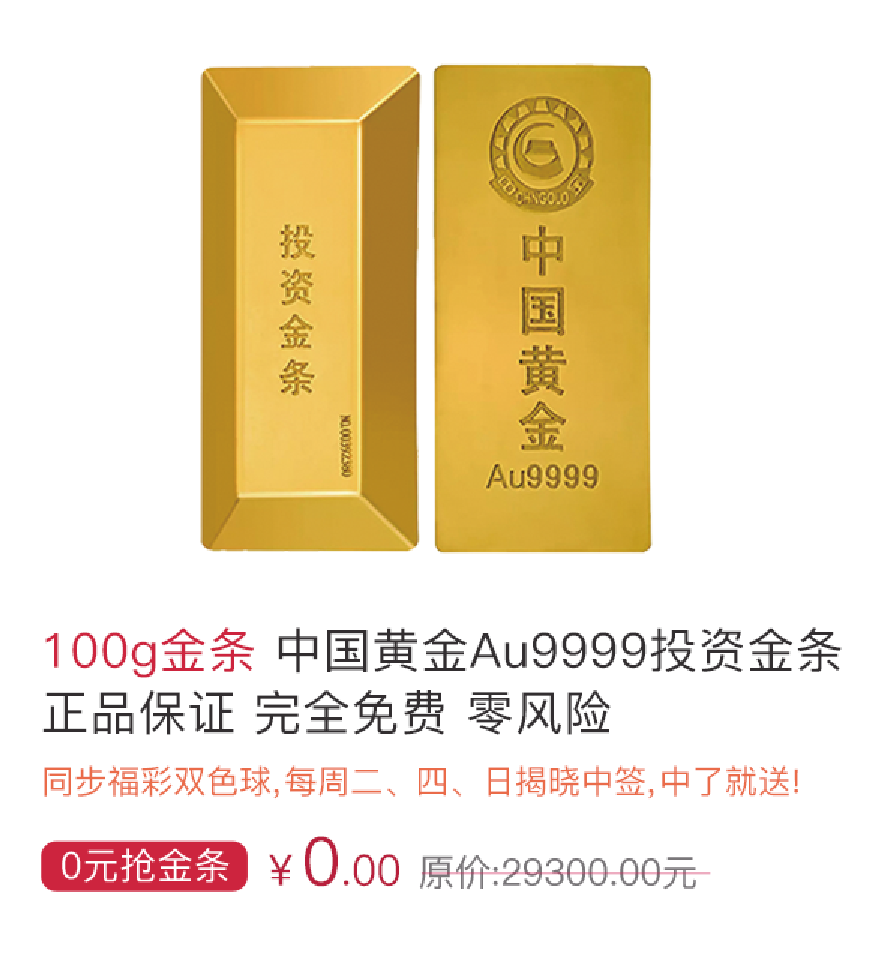 投资金条
NO.00392380
CHNGOLD
中国黄金
Au9999
100g金条 中国黄金Au9999投资金条
正品保证 完全免费 零风险
同步福彩双色球,每周二、四、日揭晓中签,中了就送!
0元抢金条 ¥0.00 原价:29300.00元